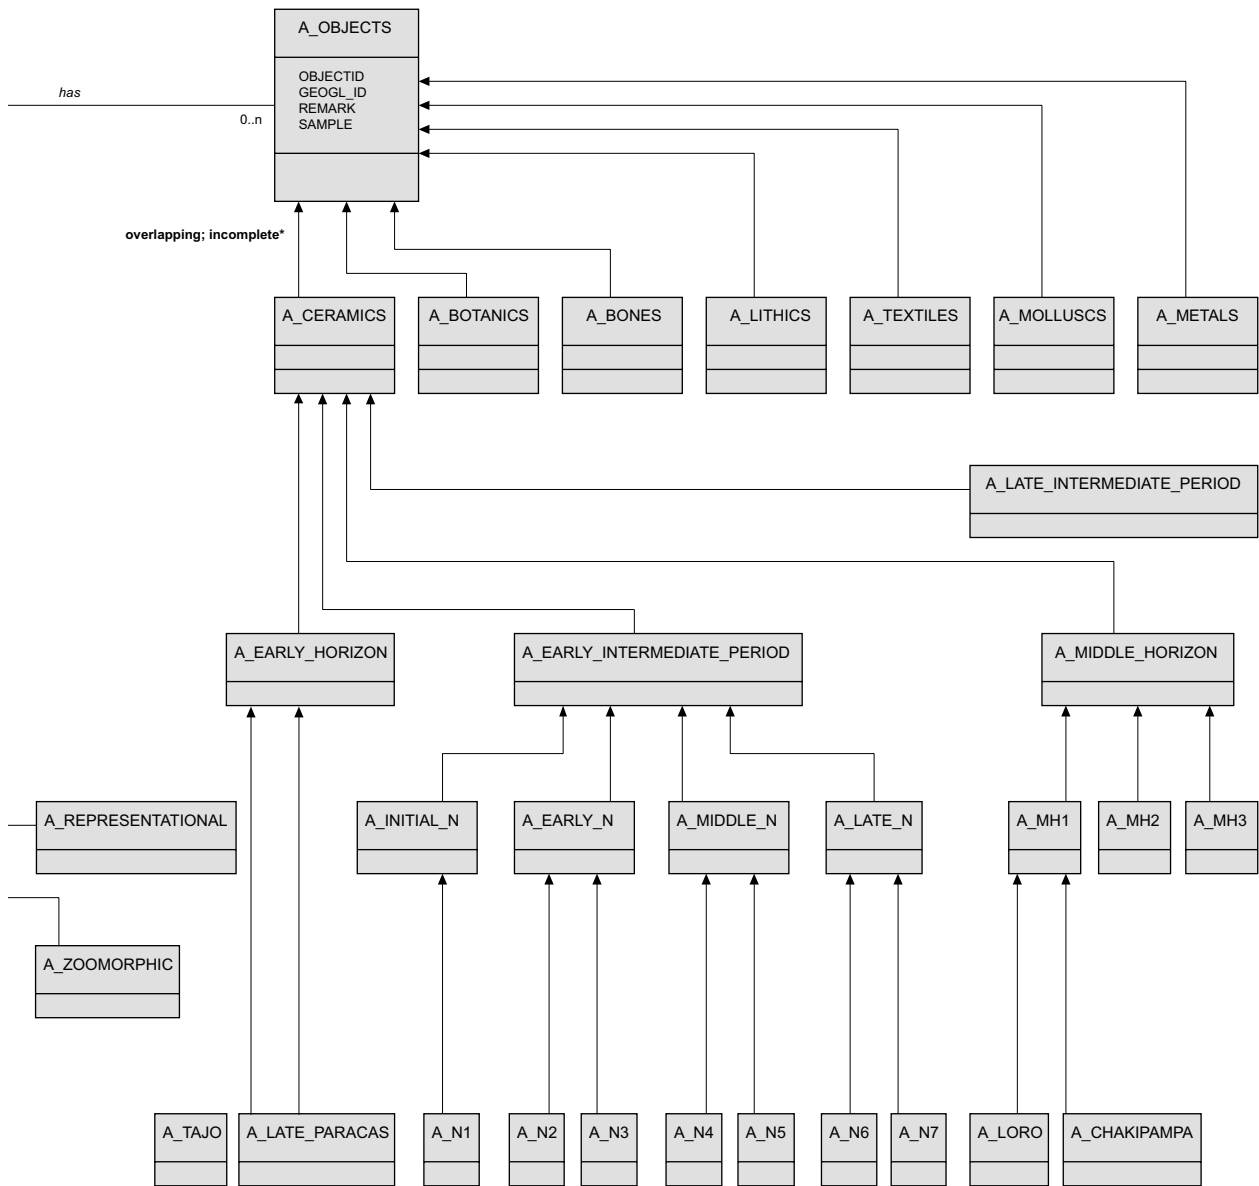 A_OBJECTS
OBJECTID
GEOGL_ID
REMARK
SAMPLE
has
0..n
overlapping; incomplete*
A_CERAMICS
A_BOTANICS
A_BONES
A_LITHICS
A_TEXTILES
A_MOLLUSCS
A_METALS
A_LATE_INTERMEDIATE_PERIOD
A_EARLY_HORIZON
A_EARLY_INTERMEDIATE_PERIOD
A_MIDDLE_HORIZON
A_REPRESENTATIONAL
A_INITIAL_N
A_EARLY_N
A_MIDDLE_N
A_LATE_N
A_MH1
A_MH2
A_MH3
A_ZOOMORPHIC
A_TAJO
A_LATE_PARACAS
A_N1
A_N2
A_N3
A_N4
A_N5
A_N6
A_N7
A_LORO
A_CHAKIPAMPA